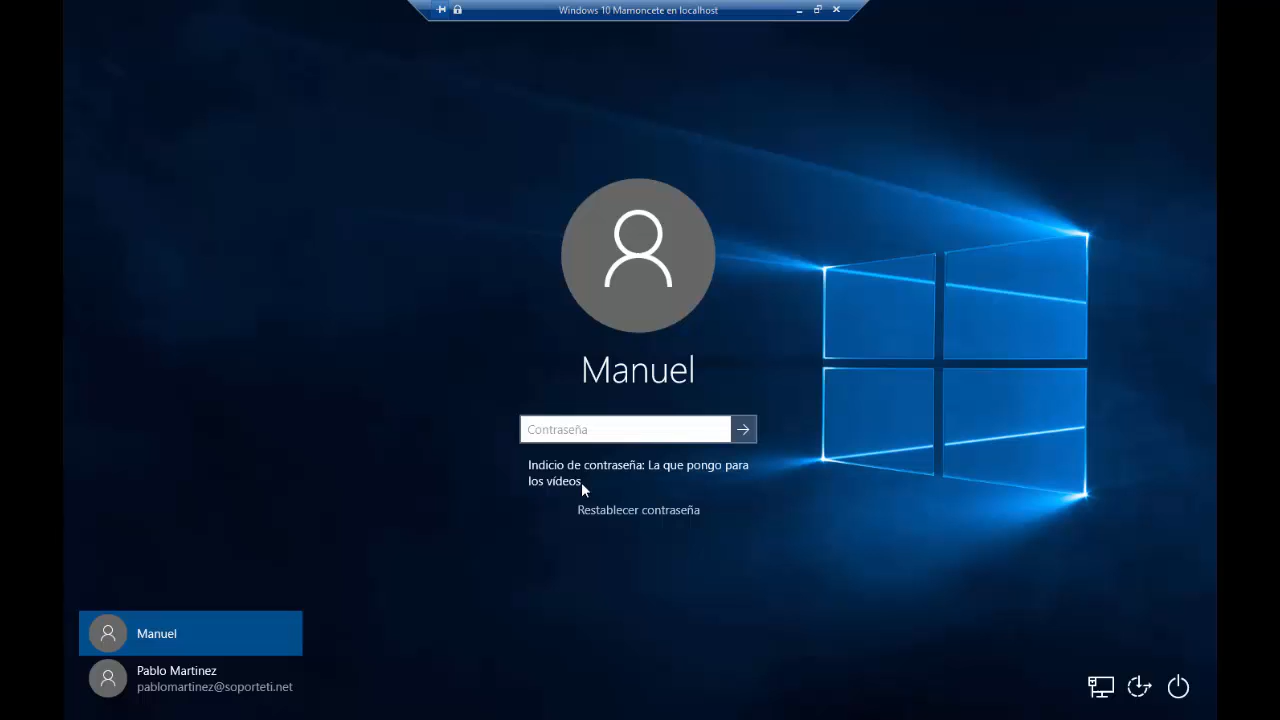 Windows 10 Mamoncete en localhost
Manuel
Contraseña
Indicio de contraseña: La que pongo para
los vídeos
Restablecer contraseña
Manuel
Pablo Martinez
pablomartinez@soporteti.net